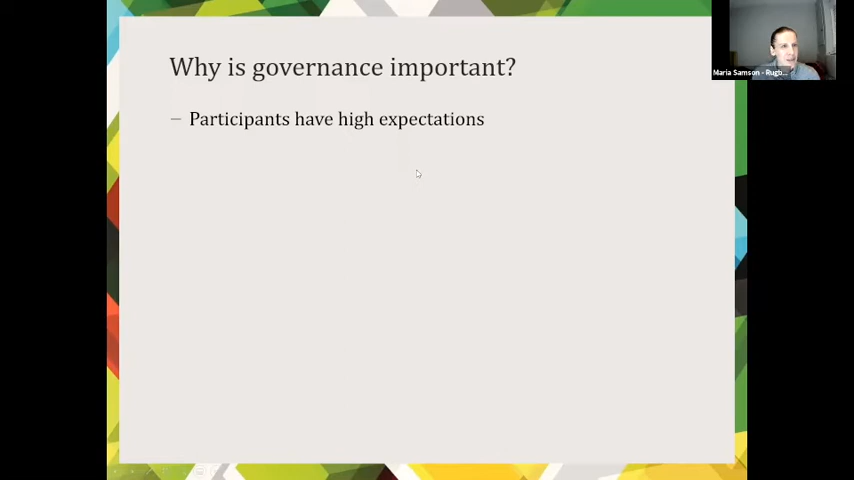 Why is governance important?
– Participants have high expectations
Maria Samson - Rugb...